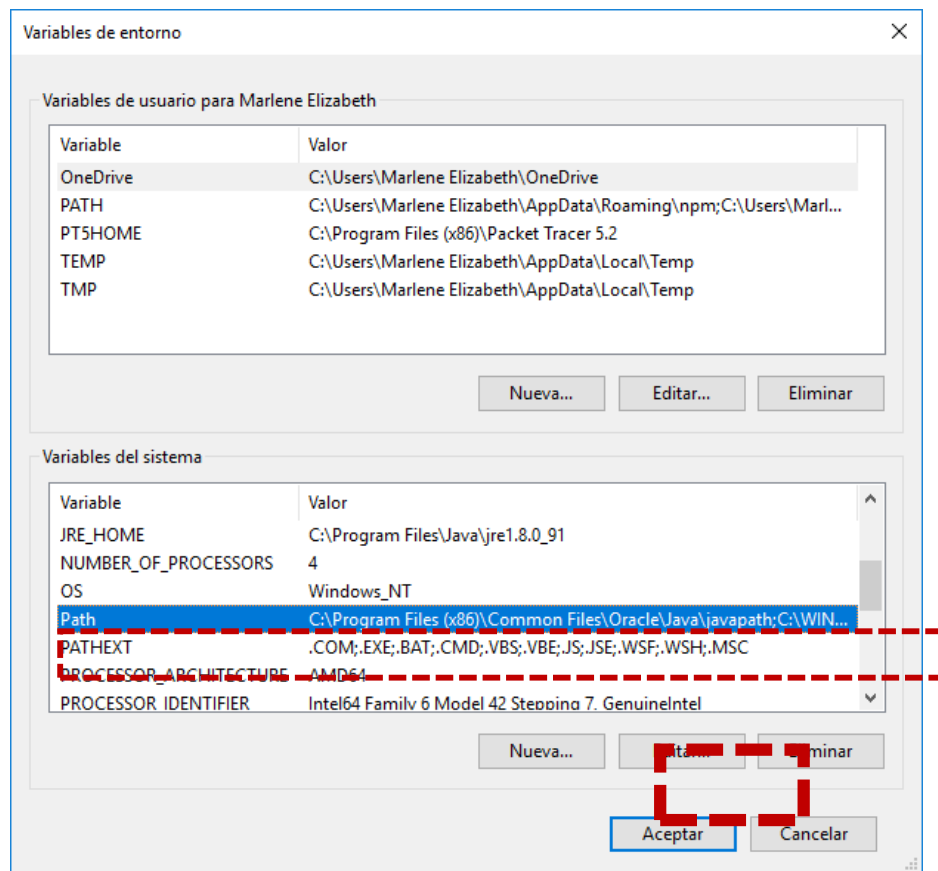 Variables de entorno
Variables de usuario para Marlene Elizabeth
Variable Valor
OneDrive C:\Users\Marlene Elizabeth\OneDrive
PATH C:\Users\Marlene Elizabeth\AppData\Roaming\npm;C:\Users\Marl...
PT5HOME C:\Program Files (x86)\Packet Tracer 5.2
TEMP C:\Users\Marlene Elizabeth\AppData\Local\Temp
TMP C:\Users\Marlene Elizabeth\AppData\Local\Temp
Nueva... Editar... Eliminar
Variables del sistema
Variable Valor
JRE_HOME C:\Program Files\Java\jre1.8.0_91
NUMBER_OF_PROCESSORS 4
OS Windows_NT
Path C:\Program Files (x86)\Common Files\Oracle\Java\javapath;C:\WIN...
PATHEXT .COM;.EXE;.BAT;.CMD;.VBS;.VBE;.JS;.JSE;.WSF;.WSH;.MSC
PROCESSOR_ARCHITECTURE AMD64
PROCESSOR_IDENTIFIER Intel64 Family 6 Model 42 Stepping 7, GenuineIntel
Nueva...
Aceptar Cancelar